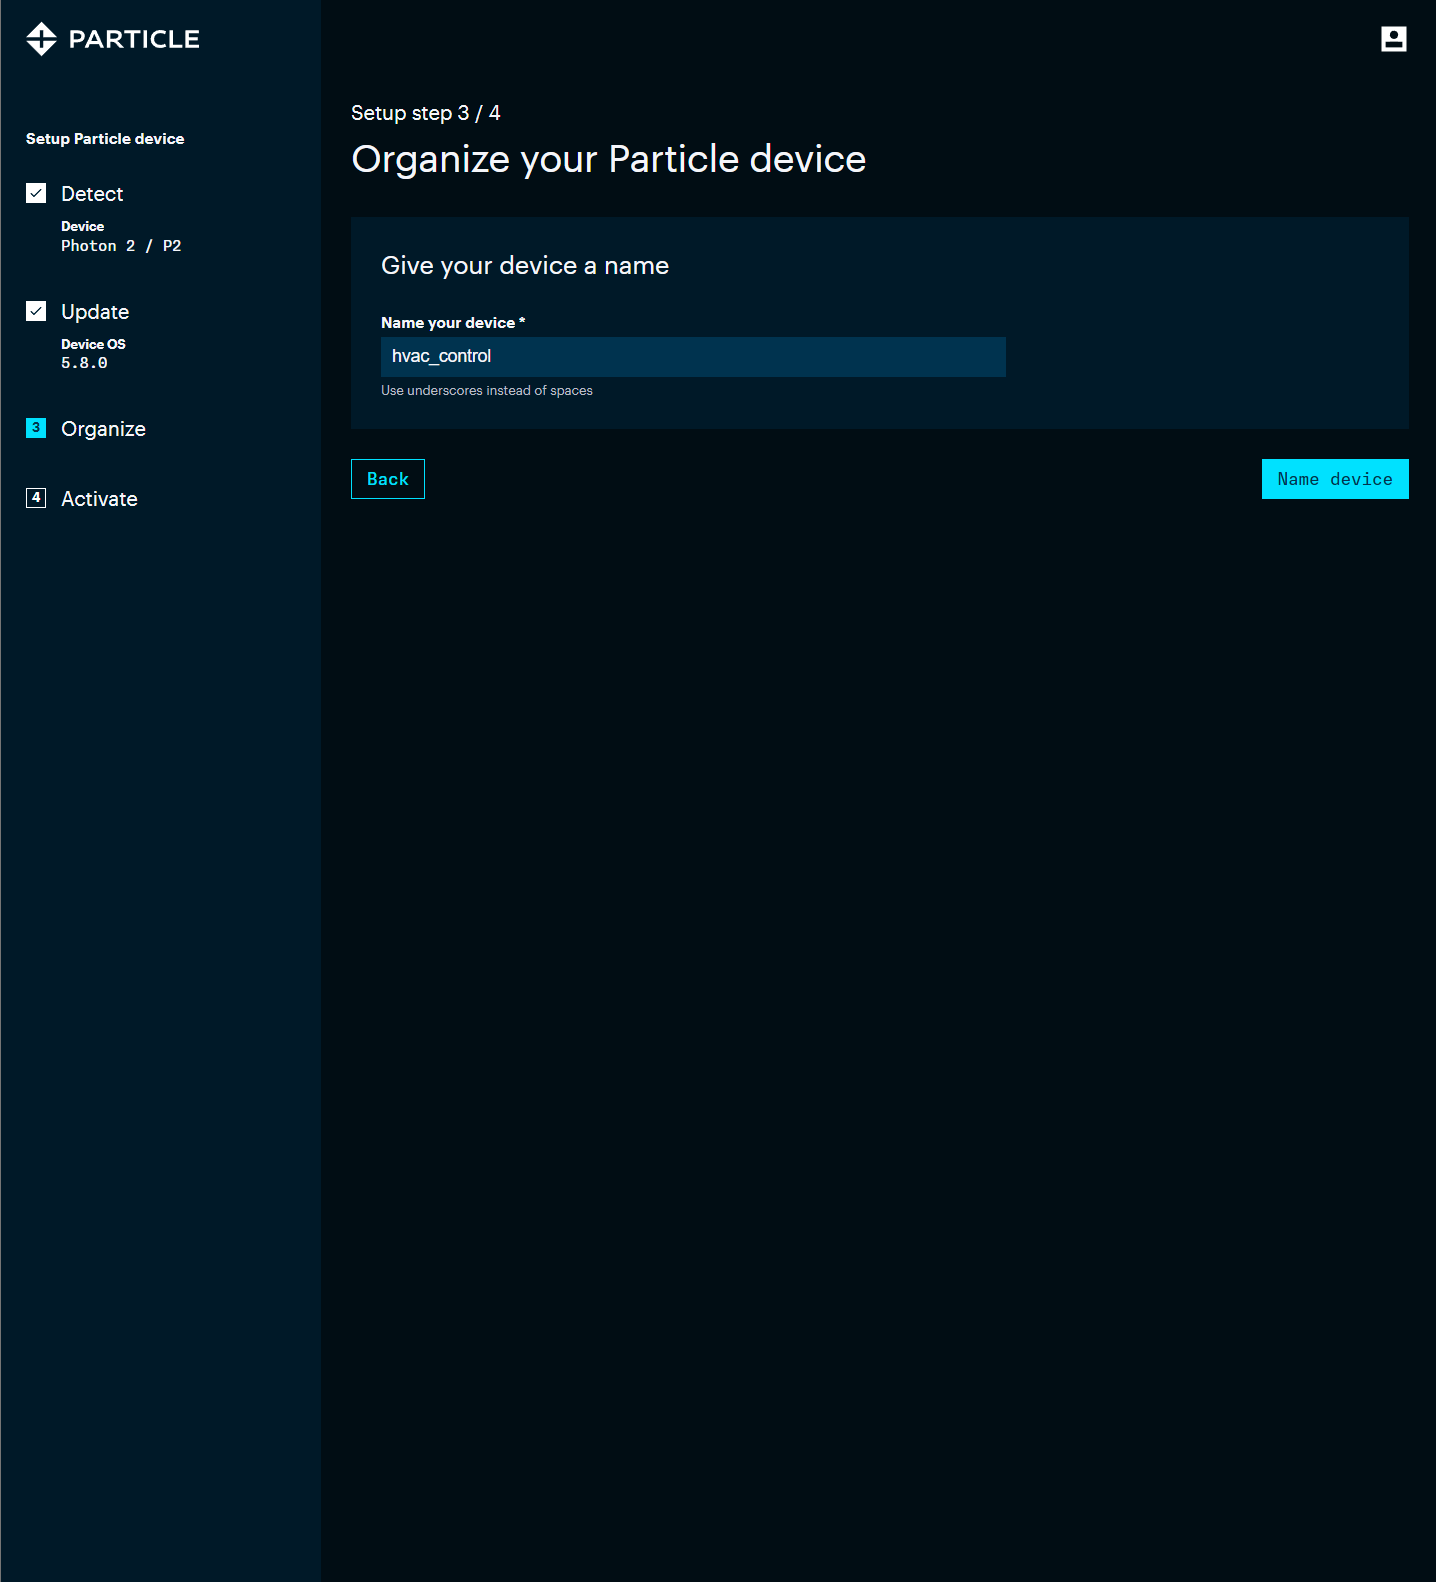 PARTICLE
Setup Particle device
Detect
Device
Photon 2 / P2
Update
Device OS
5.8.0
3 Organize
4 Activate
Setup step 3 / 4
Organize your Particle device
Give your device a name
Name your device *
hvac_control
Use underscores instead of spaces
Back
Name device